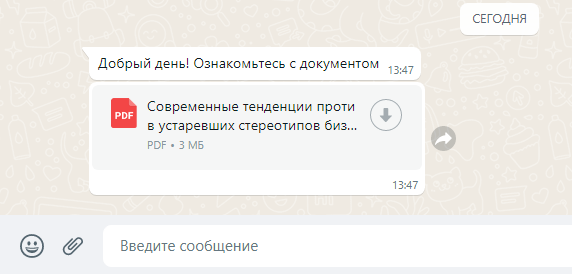 СЕГОДНЯ
Добрый день! Ознакомьтесь с документом
13:47
PDF
Современные тенденции проти
в устаревших стереотипов биз...
PDF • 3 МБ
13:47
Введите сообщение